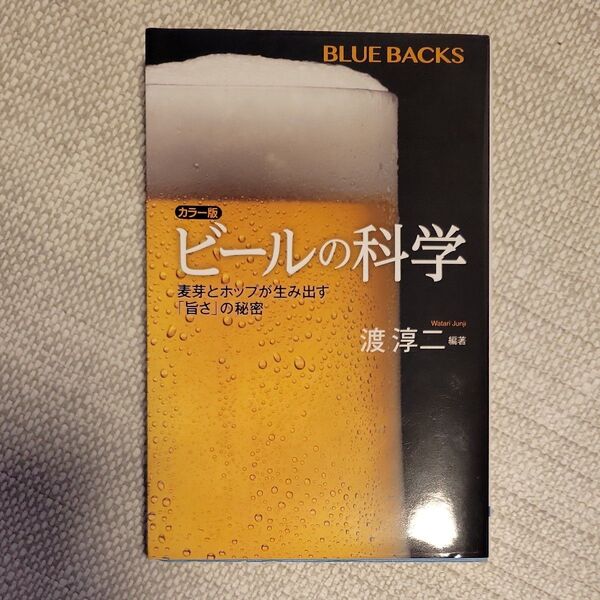 BLUE BACKS
カラー版
ビールの科学
麦芽とホップが生み出す
「旨さ」の秘密
Watari Junji
渡 淳二 編著